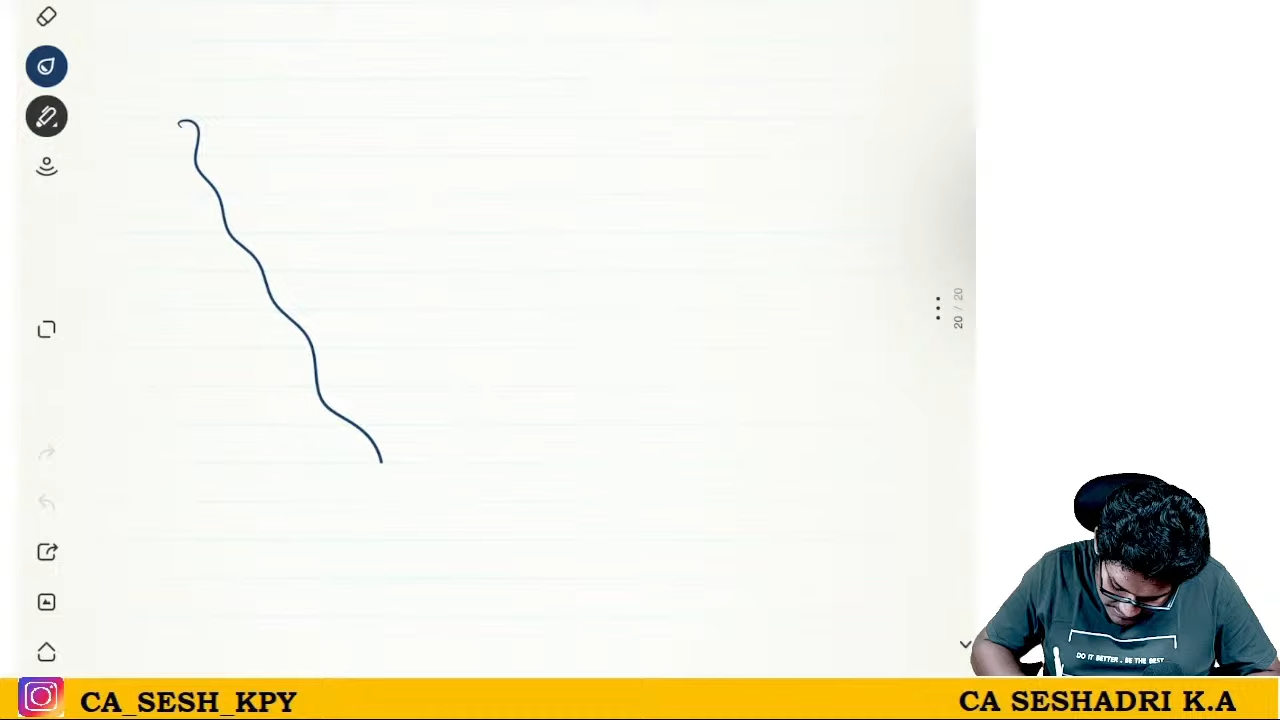 20 / 20
DO IT BETTER . BE THE BEST
CA_SESH_KPY
CA SESHADRI K.A